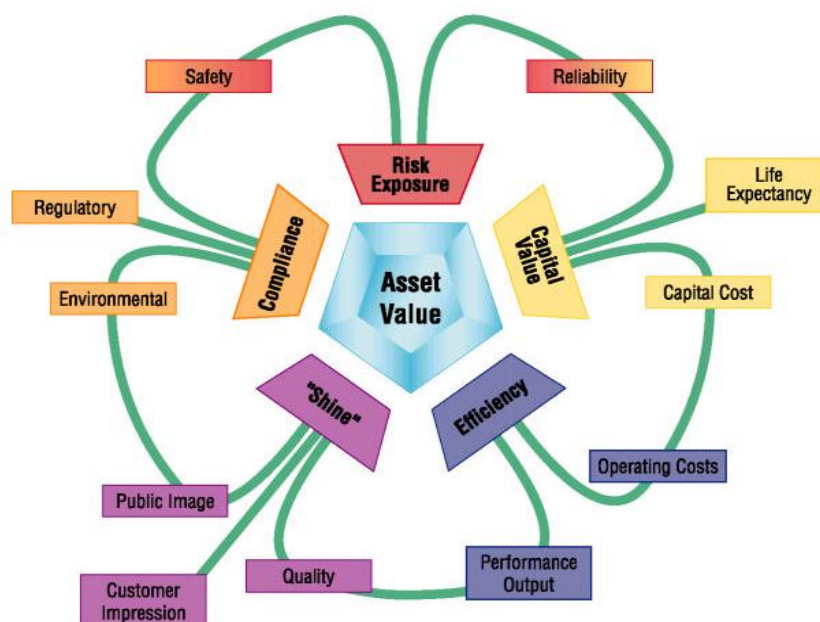 Safety
Reliability
Risk
Exposure
Life
Expectancy
Regulatory
Compliance
Capital
Value
Environmental
Asset
Value
Capital Cost
"Shine"
Efficiency
Operating Costs
Public Image
Performance
Output
Quality
Customer
Impression